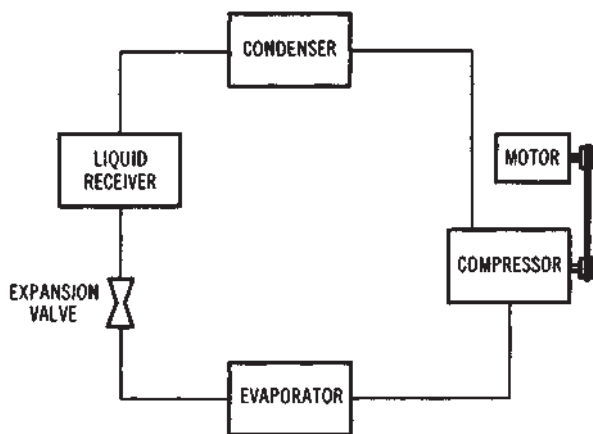 CONDENSER
LIQUID
RECEIVER
MOTOR
COMPRESSOR
EXPANSION
VALVE
EVAPORATOR